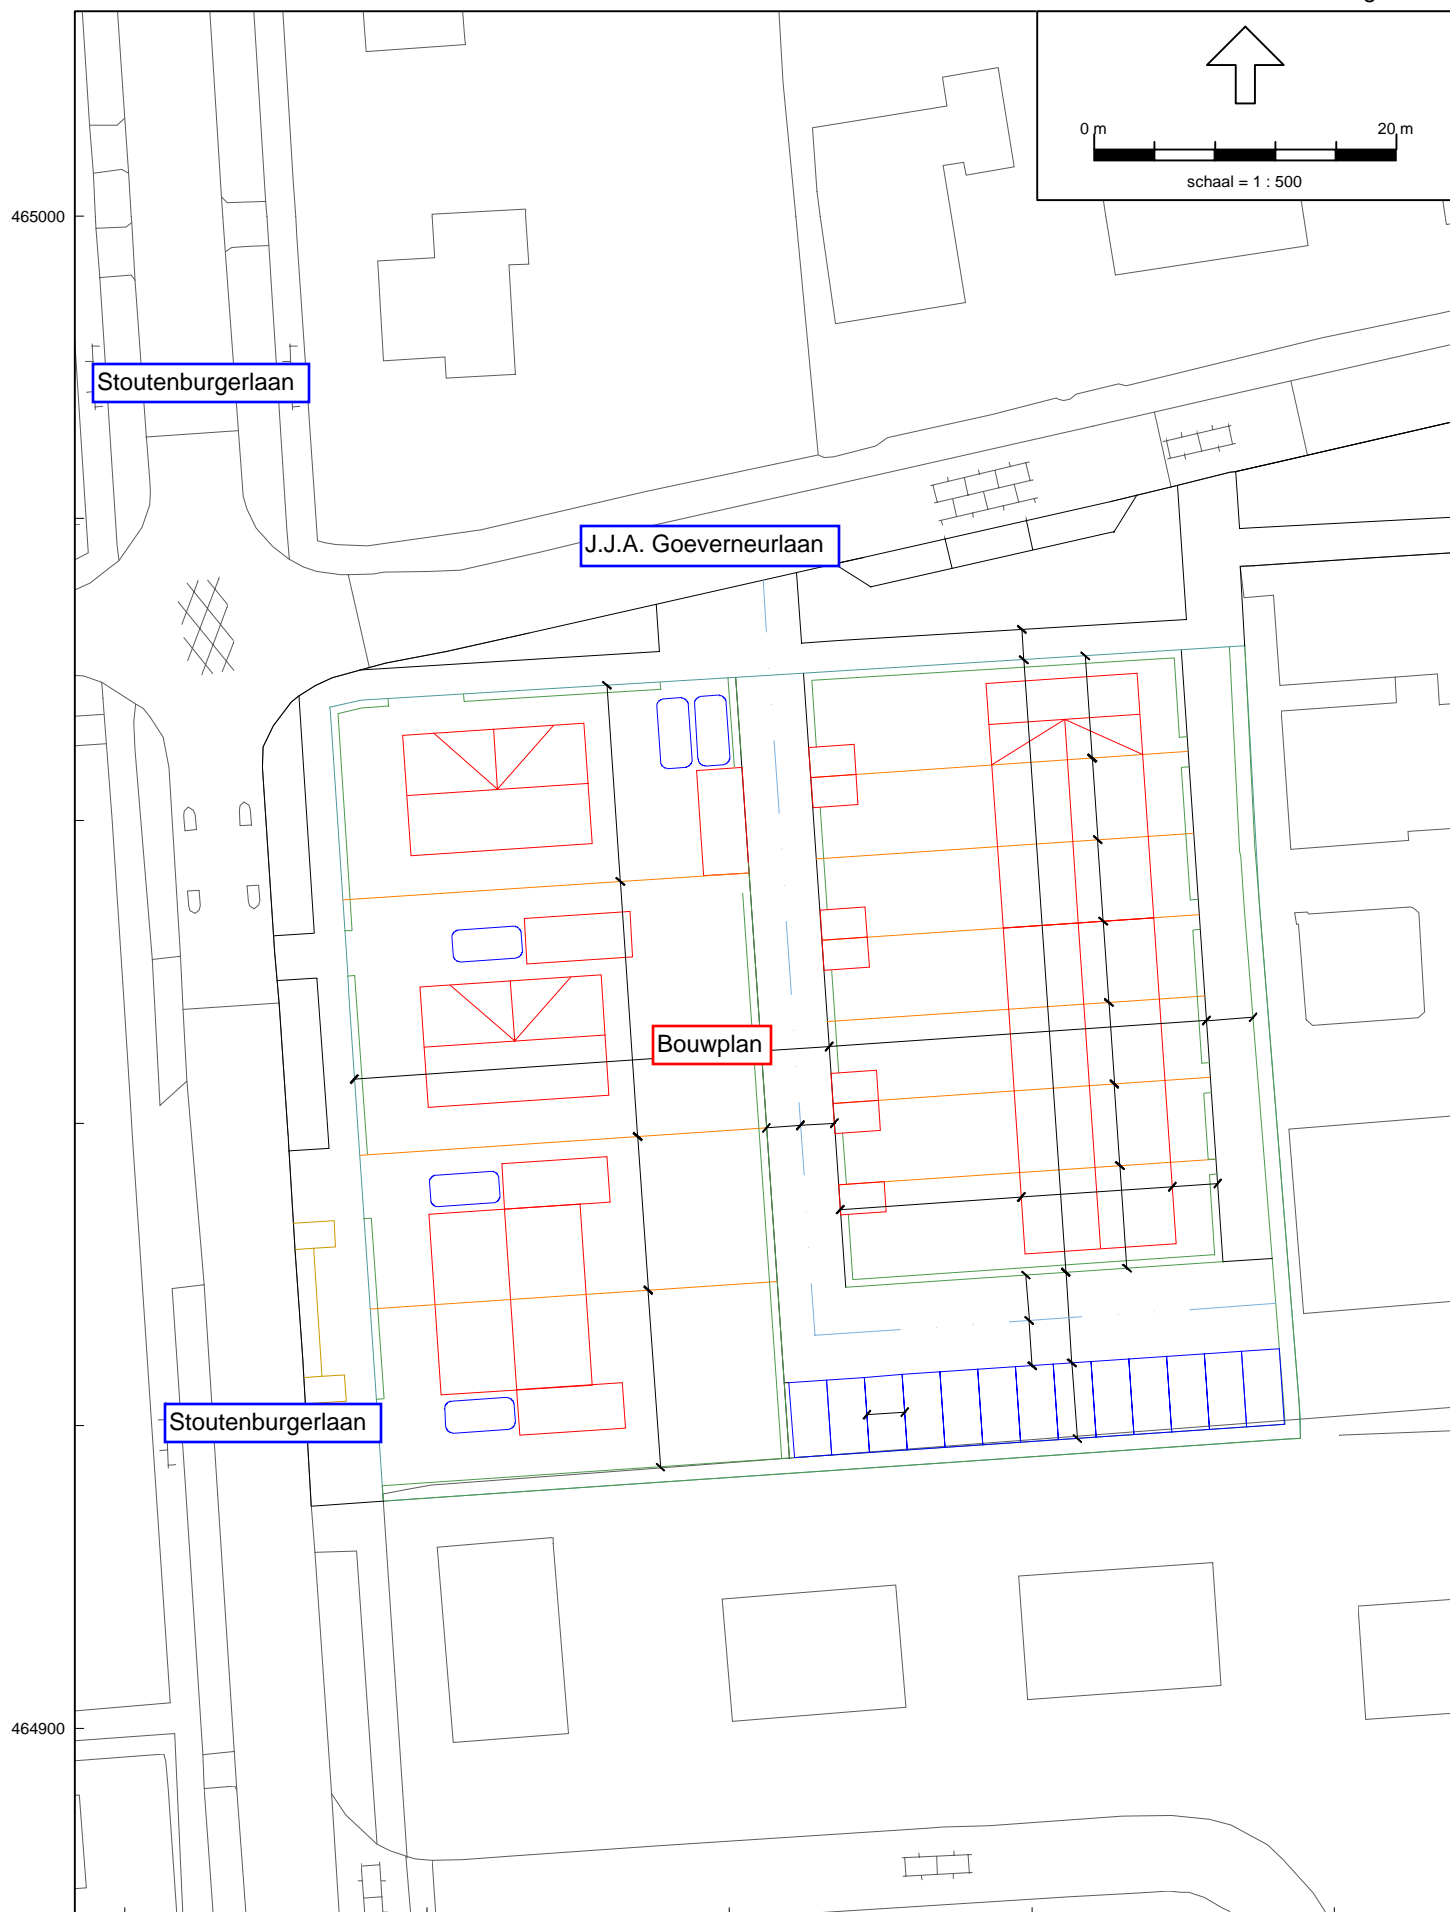 0 m 20 m
schaal = 1 : 500
465000
Stoutenburgerlaan
J.J.A. Goeverneurlaan
Bouwplan
Stoutenburgerlaan
464900